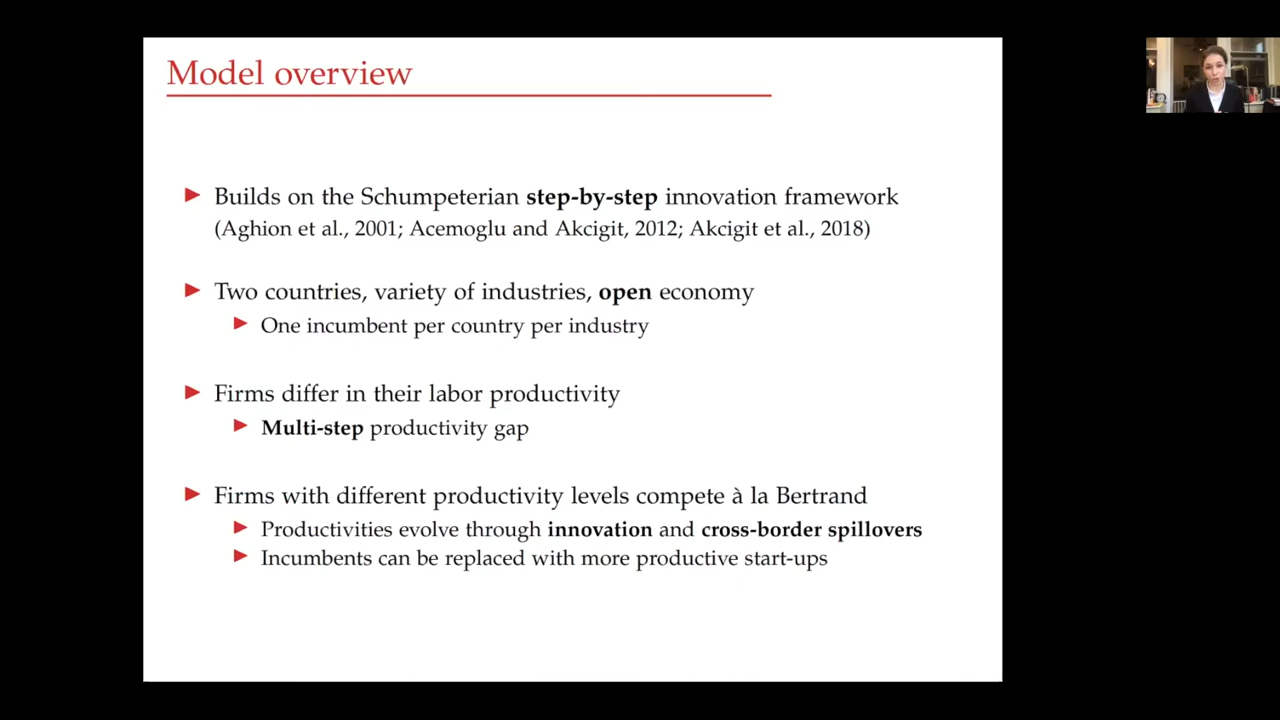 Model overview
▶ Builds on the Schumpeterian step-by-step innovation framework
(Aghion et al., 2001; Acemoglu and Akcigit, 2012; Akcigit et al., 2018)
▶ Two countries, variety of industries, open economy
▶ One incumbent per country per industry
▶ Firms differ in their labor productivity
▶ Multi-step productivity gap
▶ Firms with different productivity levels compete à la Bertrand
▶ Productivities evolve through innovation and cross-border spillovers
▶ Incumbents can be replaced with more productive start-ups